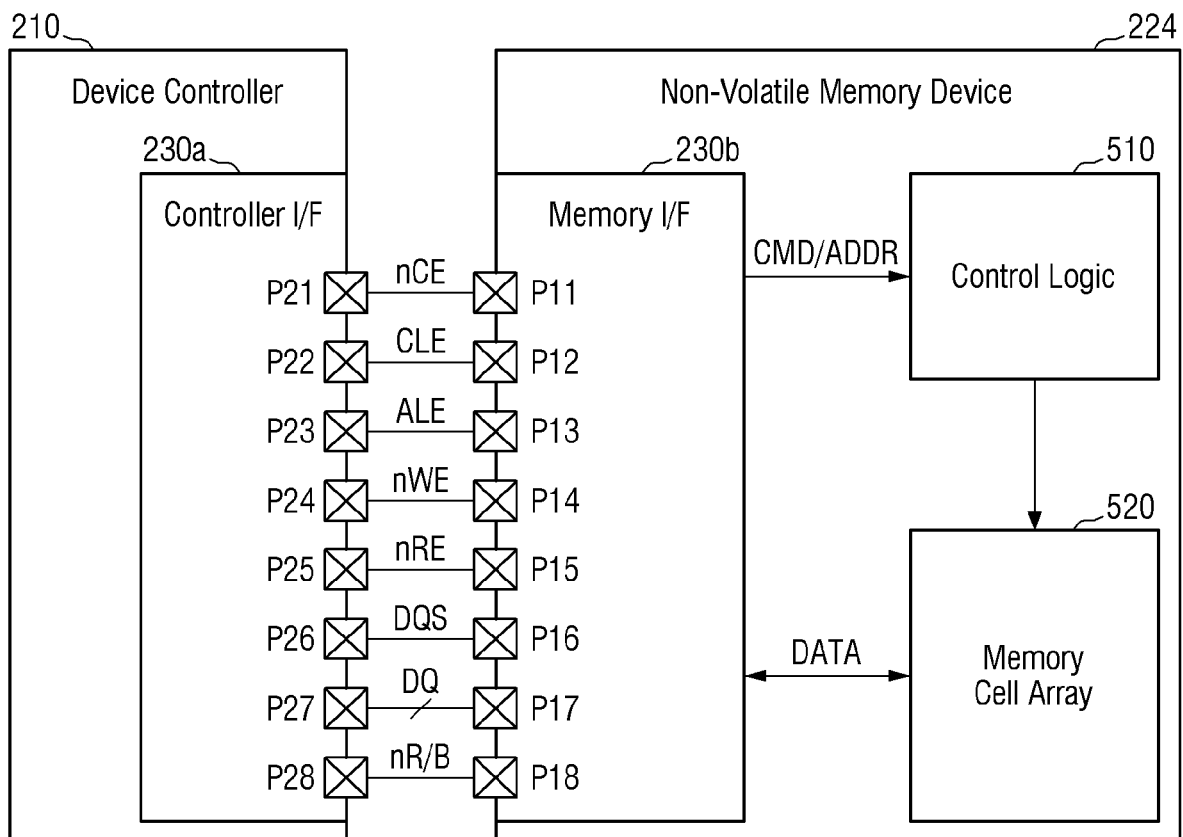 210
224
Device Controller
Non-Volatile Memory Device
230a
230b
510
Controller I/F
Memory I/F
Control Logic
CMD/ADDR
P21 nCE P11
P22 CLE P12
P23 ALE P13
P24 nWE P14
P25 nRE P15
P26 DQS P16
P27 DQ P17
P28 nR/B P18
520
DATA
Memory
Cell Array